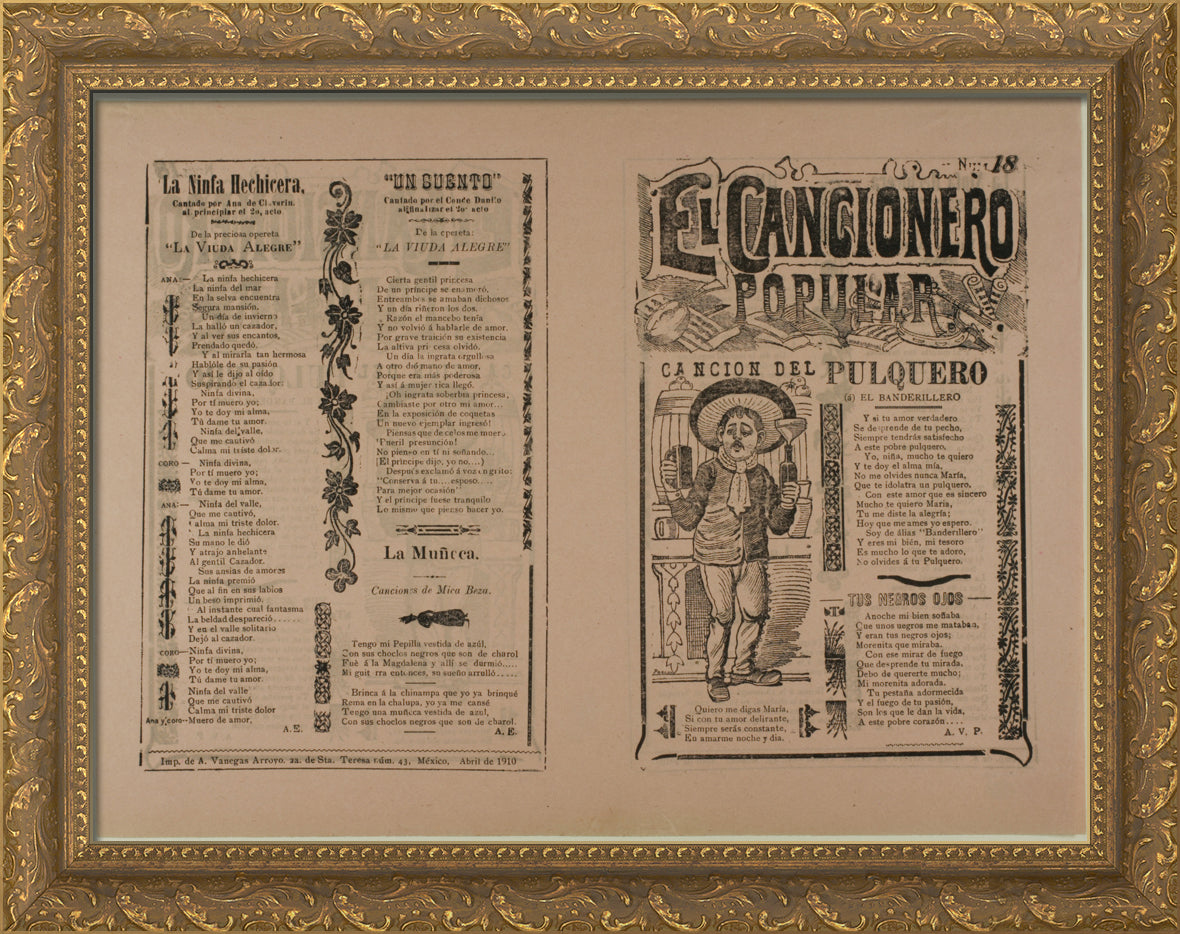 La Ninfa Hechicera,
Cantado por Ana de Clavarin.
al principiar el 2o, acto
De la preciosa opereta
"LA VIUDA ALEGRE"
ANA:— La ninfa hechicera
La ninfa del mar
En la selva encuentra
Segura mansión.
Un día de invierno
La halló un cazador,
Y al ver sus encantos,
Prendado quedó.
Y al mirarla tan hermosa
Hablóle de su pasión
Y así le dijo al oído
Suspirando el cazador:
Ninfa divina,
Por tí muero yo;
Yo te doy mi alma,
Tú dame tu amor.
Ninfa del valle,
Que me cautivó
Calma mi triste dolor.
CORO — Ninfa divina,
Por tí muero yo;
Yo te doy mi alma,
Tú dame tu amor.
ANA:— Ninfa del valle,
Que me cautivó,
Calma mi triste dolor.
La ninfa hechicera
Su mano le dió
Y atrajo anhelante
Al gentil Cazador.
Sus ansias de amores
La ninfa premió
Que al fin en sus labios
Un beso imprimió.
Al instante cual fantasma
La beldad despareció......
Y en el valle solitario
Dejó al cazador.
CORO—Ninfa divina,
Por tí muero yo;
Yo te doy mi alma,
Tú dame tu amor.
Ninfa del valle
Que me cautivó
Calma mi triste dolor
Ana y coro--Muero de amor,
A. E.
"UN CUENTO"
Cantado por el Conde Danilo
al finalizar el 2o acto
De la opereta:
"LA VIUDA ALEGRE"
Cierta gentil princesa
De un príncipe se enamoró,
Entreambos se amaban dichosos
Y un día riñeron los dos.
Razón el mancebo tenía
Y no volvió á hablarle de amor.
Por grave traición su existencia
La altiva princesa olvidó.
Un día la ingrata orgullosa
A otro dió mano de amor,
Porque era más poderosa
Y así á mujer rica llegó.
¡Oh ingrata soberbia princesa,
Cambiaste por otro mi amor...
En la exposición de coquetas
Un nuevo ejemplar ingresó!
Piensas que de celos me muero
¡Pueril presunción!
No pienso en tí ni soñando...
[El príncipe dijo, yo no....)
Después exclamó á voz en grito:
"Conserva á tu.... esposo.....
Para mejor ocasión"
Y el príncipe fuese tranquilo
Lo mismo que pienso hacer yo.
La Muñeca.
Canciones de Mica Beza.
Tengo mi Pepilla vestida de azúl,
Con sus choclos negros que son de charol
Fuè á la Magdalena y allí se durmió.....
Mi guitarra entonces, su sueño arrulló.....
Brinca á la chinampa que yo ya brinqué
Rema en la chalupa, yo ya me cansé
Tengo una muñeca vestida de azul,
Con sus choclos negros que son de charol.
A. E.
Imp. de A. Vanegas Arroyo. 2a. de Sta. Teresa núm. 43, México, Abril de 1910
18
EL CANCIONERO
POPULAR
CANCION DEL PULQUERO
(á) EL BANDERILLERO
Y si tu amor verdadero
Se desprende de tu pecho,
Siempre tendrás satisfecho
A este pobre pulquero.
Yo, niña, mucho te quiero
Y te doy el alma mía,
No me olvides nunca María,
Que te idolatra un pulquero.
Con este amor que es sincero
Mucho te quiero María,
Tu me diste la alegría;
Hoy que me ames yo espero.
Soy de álias "Banderillero"
Y eres mi bién, mi tesoro
Es mucho lo que te adoro,
No olvides á tu Pulquero.
Quiero me digas María,
Si con tu amor delirante,
Siempre serás constante,
En amarme noche y dia.
TUS NEGROS OJOS
Anoche mi bien soñaba
Que unos negros me mataban,
Y eran tus negros ojos;
Morenita que miraba.
Con ese mirar de fuego
Que desprende tu mirada,
Debo de quererte mucho;
Mi morenita adorada.
Tu pestaña adormecida
Y el fuego de tu pasión,
Son los que le dan la vida,
A este pobre corazón....
A. V. P.